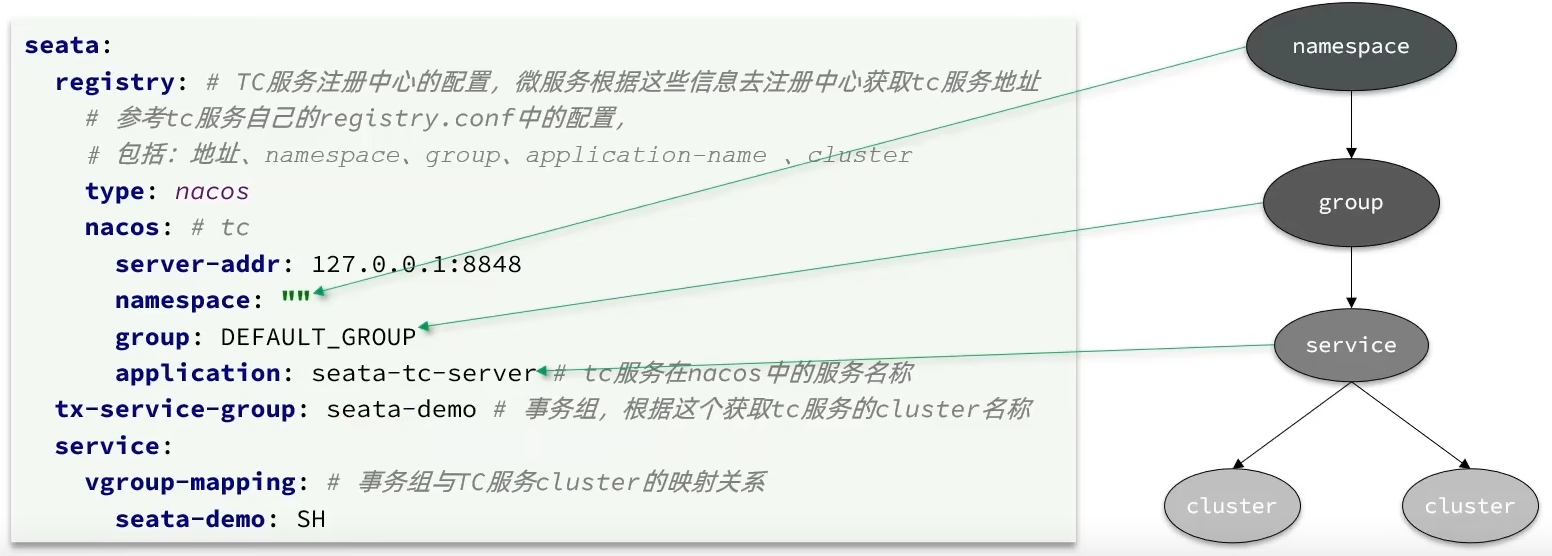 seata:
  registry: # TC服务注册中心的配置，微服务根据这些信息去注册中心获取tc服务地址
    # 参考tc服务自己的registry.conf中的配置，
    # 包括：地址、namespace、group、application-name 、cluster
    type: nacos
    nacos: # tc
      server-addr: 127.0.0.1:8848
      namespace: ""
      group: DEFAULT_GROUP
      application: seata-tc-server # tc服务在nacos中的服务名称
  tx-service-group: seata-demo # 事务组，根据这个获取tc服务的cluster名称
  service:
    vgroup-mapping: # 事务组与TC服务cluster的映射关系
      seata-demo: SH
namespace
group
service
cluster
cluster